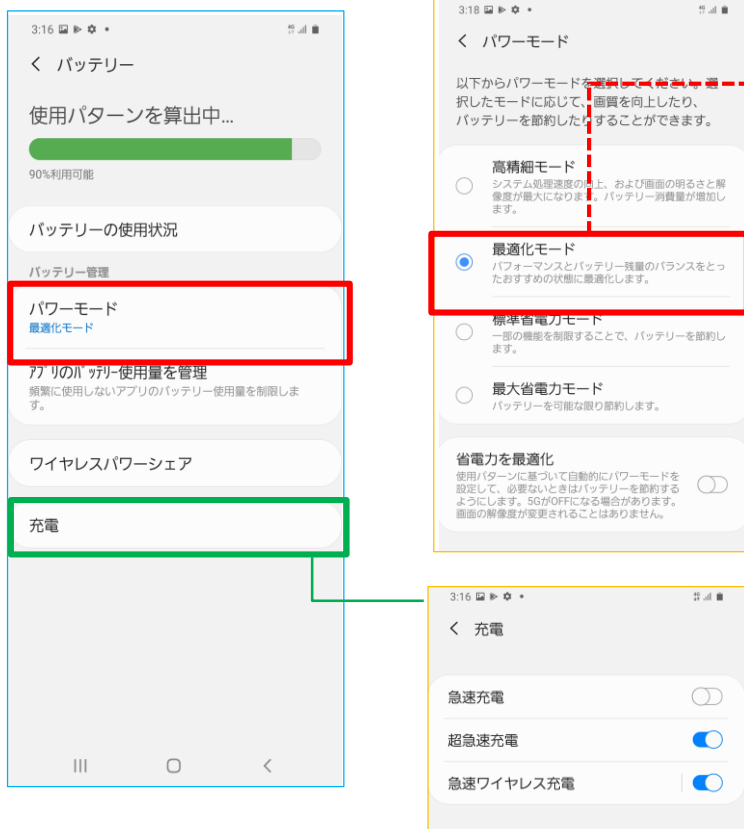 3:16
バッテリー
使用パターンを算出中...
90%利用可能
バッテリーの使用状況
バッテリー管理
パワーモード
最適化モード
ｱﾌﾟﾘのﾊﾞｯﾃﾘｰ使用量を管理
頻繁に使用しないアプリのバッテリー使用量を制限しま
す。
ワイヤレスパワーシェア
充電
3:18
パワーモード
以下からパワーモードを選択してください。選
択したモードに応じて、画質を向上したり、
バッテリーを節約したりすることができます。
高精細モード
システム処理速度の向上、および画面の明るさと解
像度が最大になります。バッテリー消費量が増加し
ます。
最適化モード
パフォーマンスとバッテリー残量のバランスをとっ
たおすすめの状態に最適化します。
標準省電力モード
一部の機能を制限することで、バッテリーを節約し
ます。
最大省電力モード
バッテリーを可能な限り節約します。
省電力を最適化
使用パターンに基づいて自動的にパワーモードを
設定して、必要ないときはバッテリーを節約する
ようにします。5GがOFFになる場合があります。
画面の解像度が変更されることはありません。
3:16
充電
急速充電
超急速充電
急速ワイヤレス充電